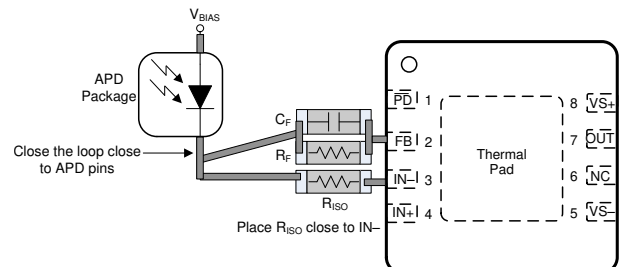 VBIAS
APD
Package
Close the loop close
to APD pins
CF
RF
RISO
Place RISO close to IN–
PD 1
FB 2
IN– 3
IN+ 4
Thermal
Pad
8 VS+
7 OUT
6 NC
5 VS–